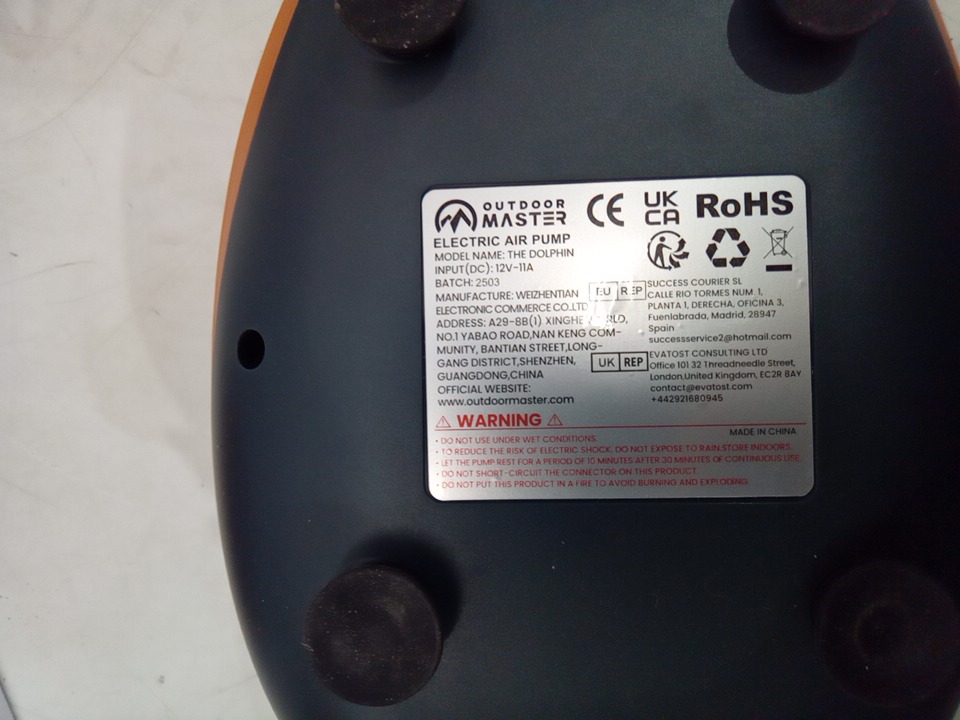 OUTDOOR
MASTER
CE
UK
CA
RoHS
ELECTRIC AIR PUMP
MODEL NAME: THE DOLPHIN
INPUT(DC): 12V-11A
BATCH: 2503
MANUFACTURE: WEIZHENTIAN
ELECTRONIC COMMERCE CO.,LTD
ADDRESS: A29-8B(1) XINGHE
NO.1 YABAO ROAD,NAN KENG COM-
MUNITY, BANTIAN STREET,LONG-
GANG DISTRICT,SHENZHEN,
GUANGDONG,CHINA
OFFICIAL WEBSITE:
www.outdoormaster.com
EU REP
SUCCESS COURIER SL
CALLE RIO TORMES NUM. 1,
PLANTA 1, DERECHA, OFICINA 3,
Fuenlabrada, Madrid, 28947
Spain
successservice2@hotmail.com
UK REP
EVATOST CONSULTING LTD
Office 101 32 Threadneedle Street,
London,United Kingdom, EC2R 8AY
contact@evatost.com
+442921680945
WARNING
MADE IN CHINA
• DO NOT USE UNDER WET CONDITIONS.
• TO REDUCE THE RISK OF ELECTRIC SHOCK, DO NOT EXPOSE TO RAIN.STORE INDOORS.
• LET THE PUMP REST FOR A PERIOD OF 10 MINUTES AFTER 30 MINUTES OF CONTINUOUS USE.
• DO NOT SHORT-CIRCUIT THE CONNECTOR ON THIS PRODUCT.
• DO NOT PUT THIS PRODUCT IN A FIRE TO AVOID BURNING AND EXPLODING.